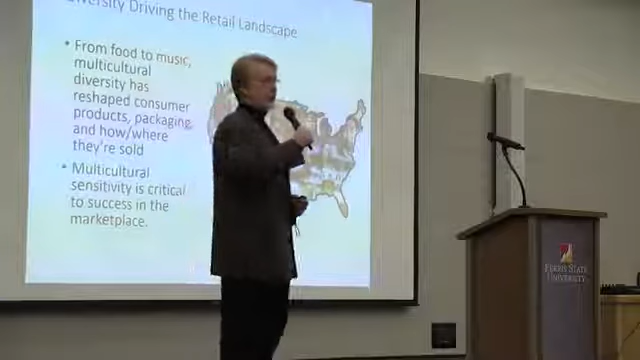 Diversity Driving the Retail Landscape
• From food to music,
multicultural
diversity has
reshaped consumer
products, packaging,
and how/where
they're sold
• Multicultural
sensitivity is critical
to success in the
marketplace.
FERRIS STATE
UNIVERSITY